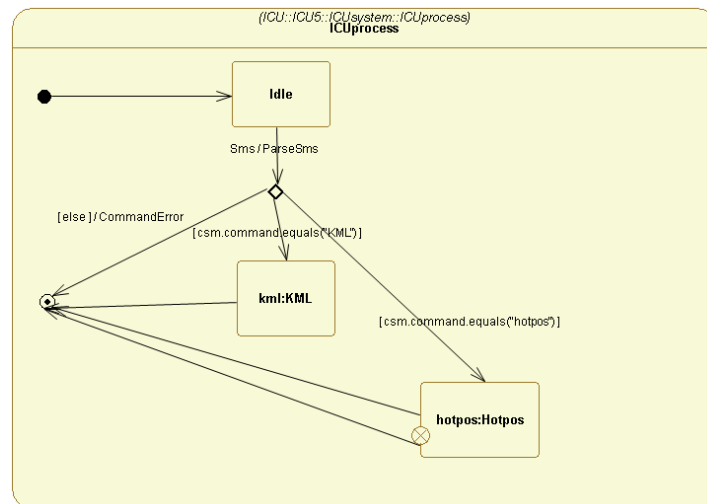 (ICU::ICU5::ICUsystem::ICUprocess)
ICUprocess
Idle
Sms/ParseSms
[else]/CommandError
[csm.command.equals("KML")]
kml:KML
[csm.command.equals("hotpos")]
hotpos:Hotpos